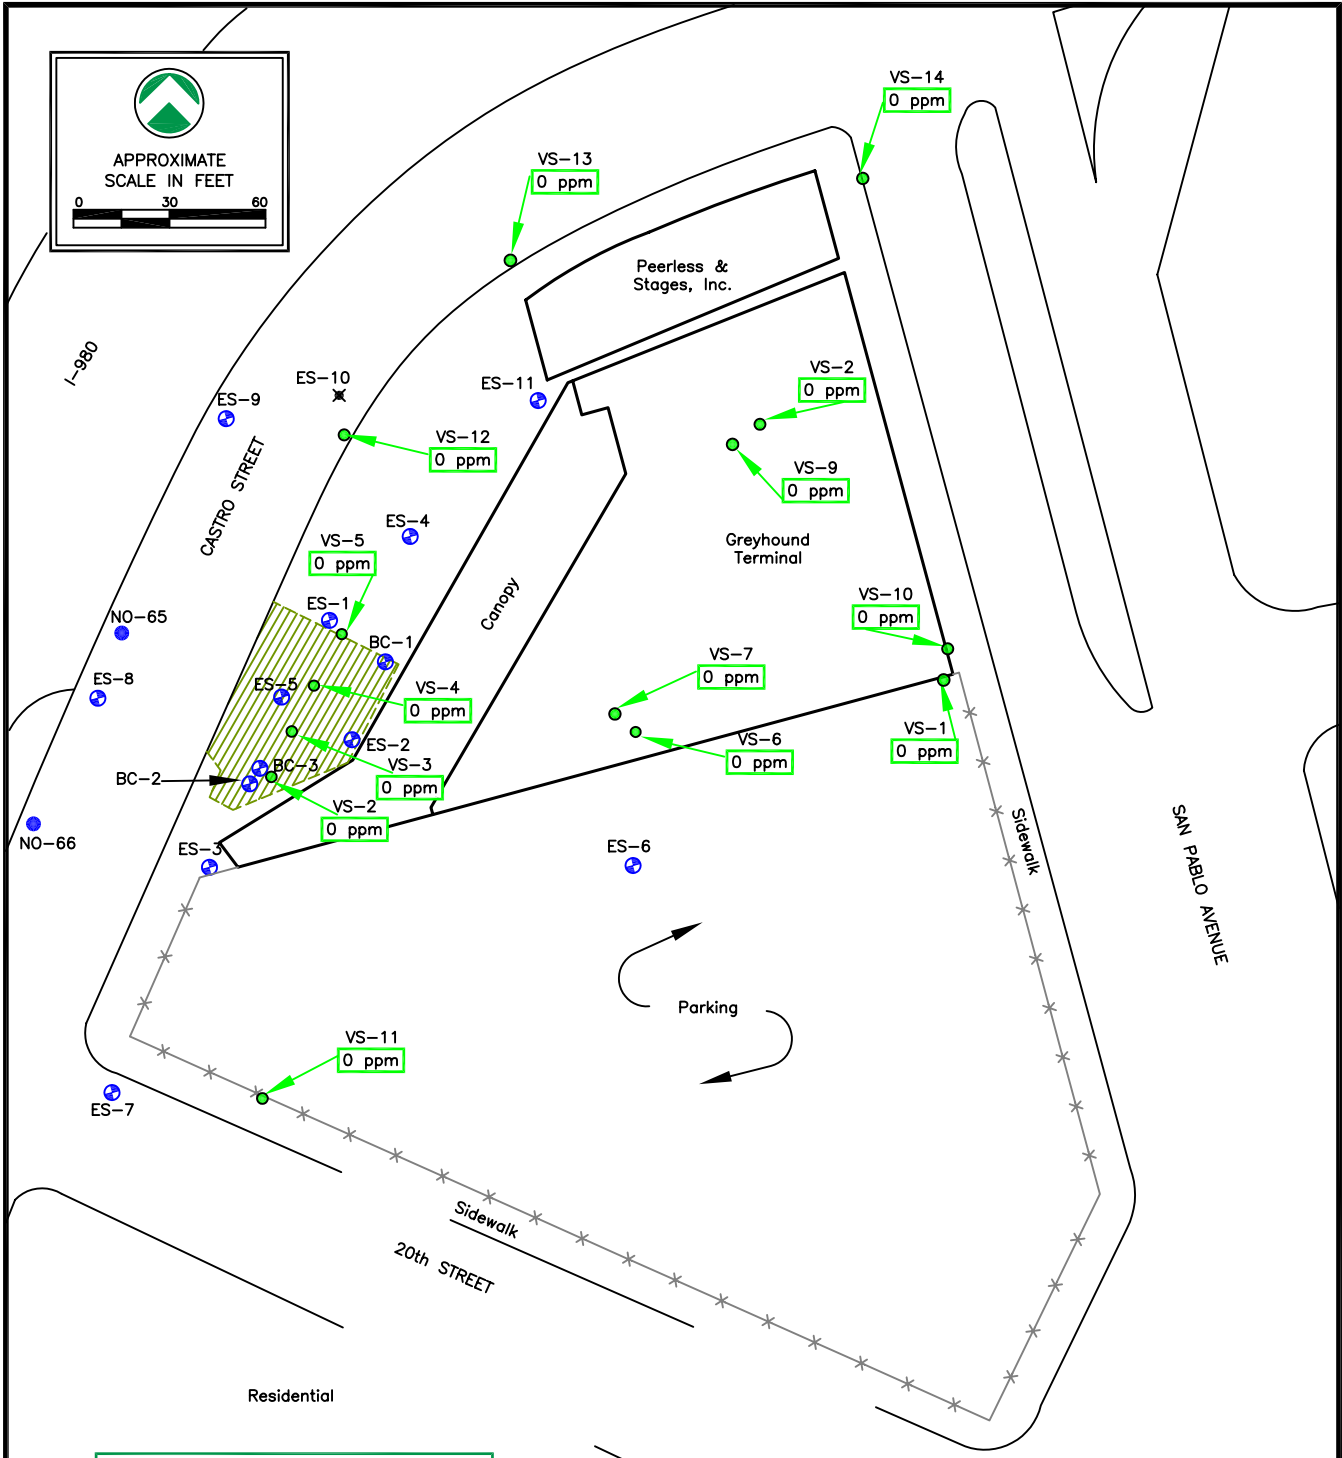 VS-14
0 ppm
APPROXIMATE
SCALE IN FEET
0 30 60
VS-13
0 ppm
Peerless &
Stages, Inc.
I-980
ES-10
ES-11
VS-2
0 ppm
ES-9
VS-12
0 ppm
VS-9
0 ppm
CASTRO STREET
ES-4
VS-5
0 ppm
Greyhound
Terminal
Canopy
VS-10
0 ppm
NO-65
ES-1
BC-1
VS-7
0 ppm
ES-8
ES-5
VS-4
0 ppm
VS-1
0 ppm
ES-2
VS-6
0 ppm
BC-2
BC-3
VS-3
0 ppm
VS-2
0 ppm
NO-66
ES-3
ES-6
Sidewalk
SAN PABLO AVENUE
Parking
VS-11
0 ppm
ES-7
Sidewalk
20th STREET
Residential